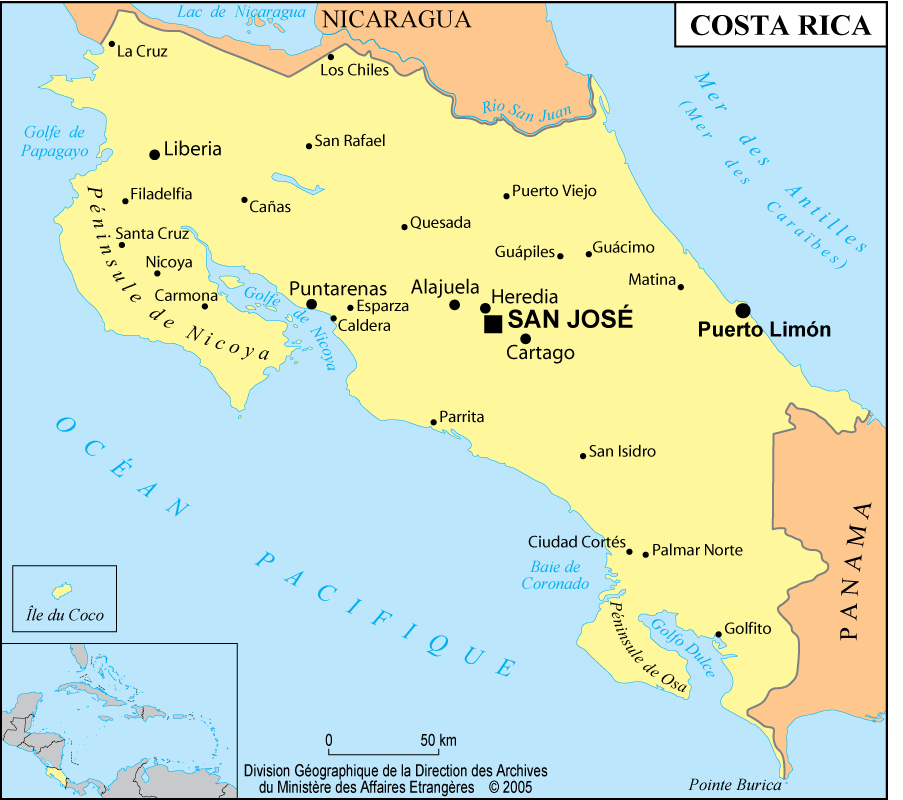 Lac de Nicaragua
NICARAGUA
COSTA RICA
La Cruz
Los Chiles
Río San Juan
Mer des Antilles
(Mer des Caraïbes)
Golfe de
Papagayo
Liberia
San Rafael
Filadelfia
Cañas
Puerto Viejo
Quesada
Péninsule de Nicoya
Santa Cruz
Nicoya
Carmona
Guápiles
Guácimo
Matina
Golfe de Nicoya
Puntarenas
Esparza
Caldera
Alajuela
Heredia
SAN JOSÉ
Cartago
Puerto Limón
Parrita
San Isidro
OCÉAN PACIFIQUE
Ciudad Cortés
Palmar Norte
Baie de
Coronado
PANAMA
Île du Coco
Péninsule de Osa
Golfo Dulce
Golfito
0 50 km
Division Géographique de la Direction des Archives
du Ministère des Affaires Etrangères © 2005
Pointe Burica